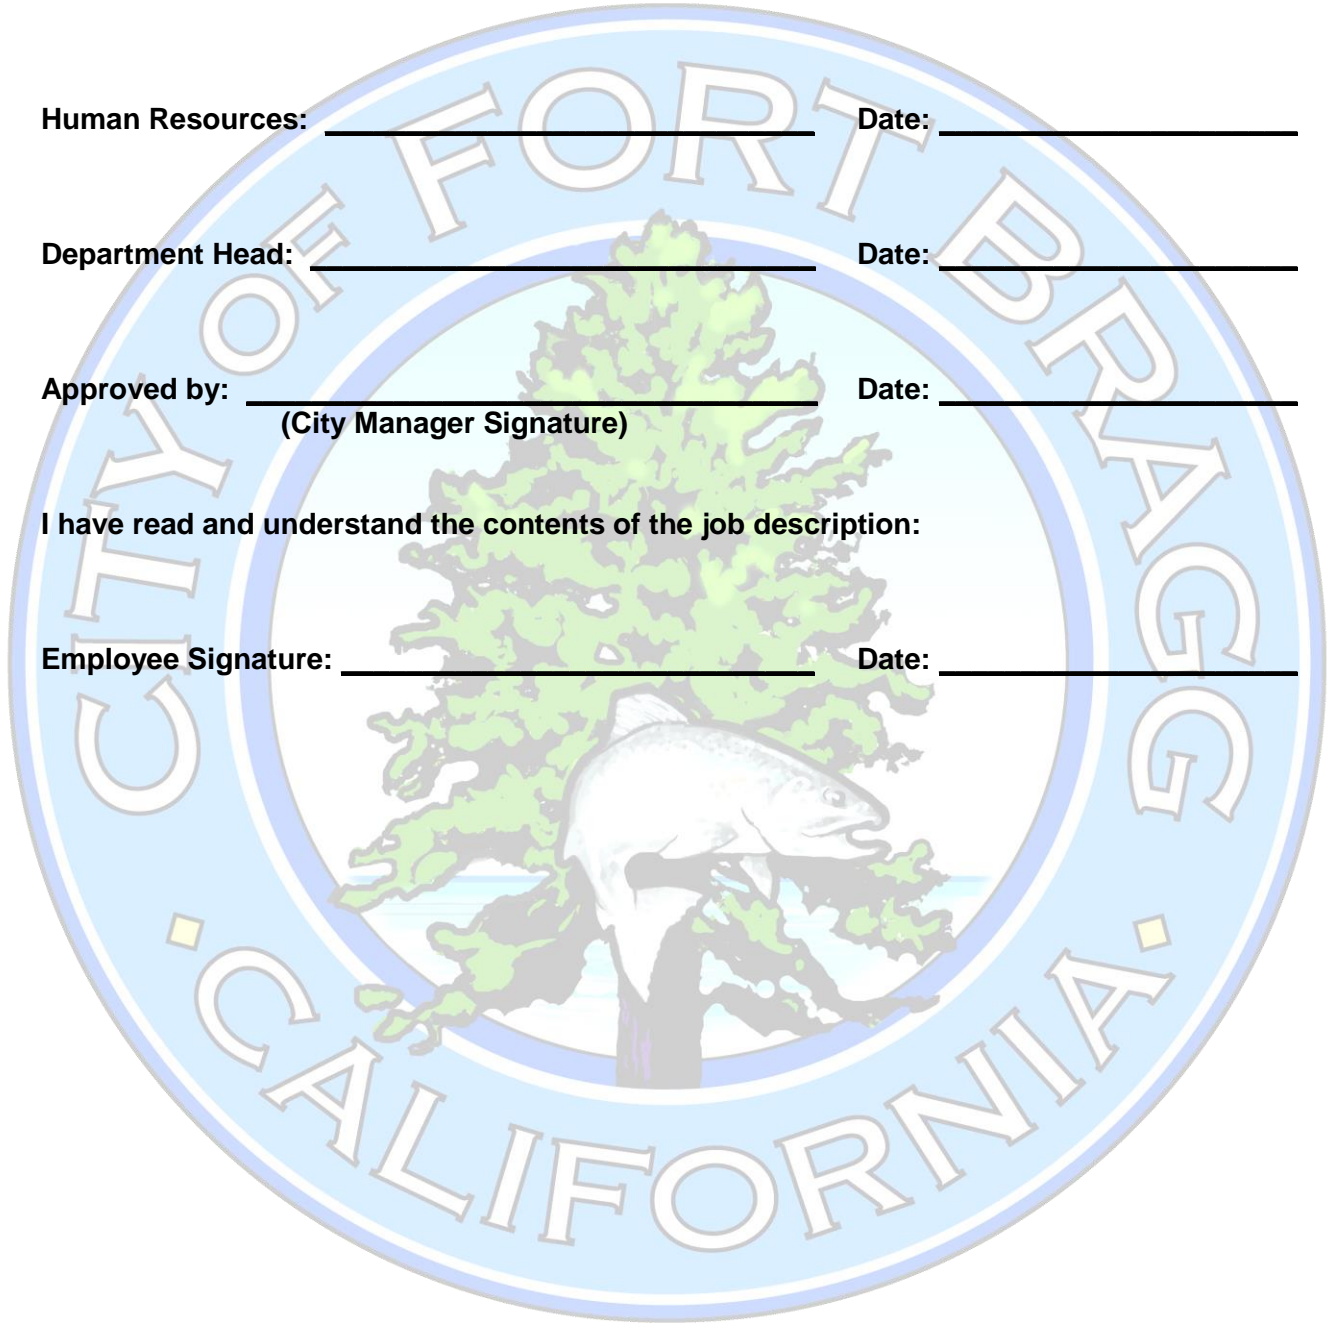 Human Resources: Date:
Department Head: Date:
Approved by: Date:
(City Manager Signature)
I have read and understand the contents of the job description:
Employee Signature: Date:
CITY OF FORT BRAGG
CALIFORNIA